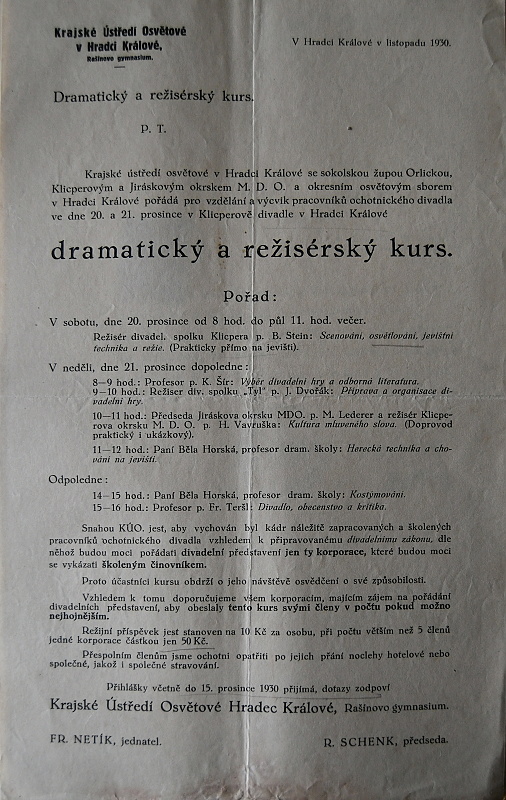 Krajské Ústředí Osvětové
v Hradci Králové,
Rašínovo gymnasium.
V Hradci Králové v listopadu 1930.
Dramatický a režisérský kurs.
P. T.
Krajské ústředí osvětové v Hradci Králové se sokolskou župou Orlickou,
Klicperovým a Jiráskovým okrskem M. D. O. a okresním osvětovým sborem
v Hradci Králové pořádá pro vzdělání a výcvik pracovníků ochotnického divadla
ve dne 20. a 21. prosince v Klicperově divadle v Hradci Králové
dramatický a režisérský kurs.
Pořad:
V sobotu, dne 20. prosince od 8 hod. do půl 11. hod. večer.
Režisér divadel. spolku Klicpera p. B. Stein: Scenování, osvětlování, jevištní
technika a režie. (Prakticky přímo na jevišti).
V neděli, dne 21. prosince dopoledne:
8—9 hod.: Profesor p. K. Šír: Výběr divadelní hry a odborná literatura.
9—10 hod.: Režiser div. spolku „Tyl" p. J. Dvořák: Příprava a organisace di-
vadelní hry.
10—11 hod.: Předseda Jiráskova okrsku MDO. p. M. Lederer a režisér Klicpe-
rova okrsku M. D. O. p. H. Vavruška: Kultura mluveného slova. (Doprovod
praktický i ukázkový).
11—12 hod.: Paní Běla Horská, profesor dram. školy: Herecká technika a cho-
vání na jevišti.
Odpoledne:
14—15 hod.: Paní Běla Horská, profesor dram. školy: Kostýmování.
15—16 hod.: Profesor p. Fr. Teršl: Divadlo, obecenstvo a kritika.
Snahou KÚO. jest, aby vychován byl kádr náležitě zapracovaných a školených
pracovníků ochotnického divadla vzhledem k připravovanému divadelnímu zákonu, dle
něhož budou moci pořádati divadelní představení jen ty korporace, které budou moci
se vykázati školeným činovníkem.
Proto účastníci kursu obdrží o jeho návštěvě osvědčení o své způsobilosti.
Vzhledem k tomu doporučujeme všem korporacím, majícím zájem na pořádání
divadelních představení, aby obeslaly tento kurs svými členy v počtu pokud možno
nejhojnějším.
Režijní příspěvek jest stanoven na 10 Kč za osobu, při počtu větším než 5 členů
jedné korporace částkou jen 50 Kč.
Přespolním členům jsme ochotni opatřiti po jejich přání noclehy hotelové nebo
společné, jakož i společné stravování.
Přihlášky včetně do 15. prosince 1930 přijímá, dotazy zodpoví
Krajské Ústředí Osvětové Hradec Králové, Rašínovo gymnasium.
FR. NETÍK, jednatel.
R. SCHENK, předseda.